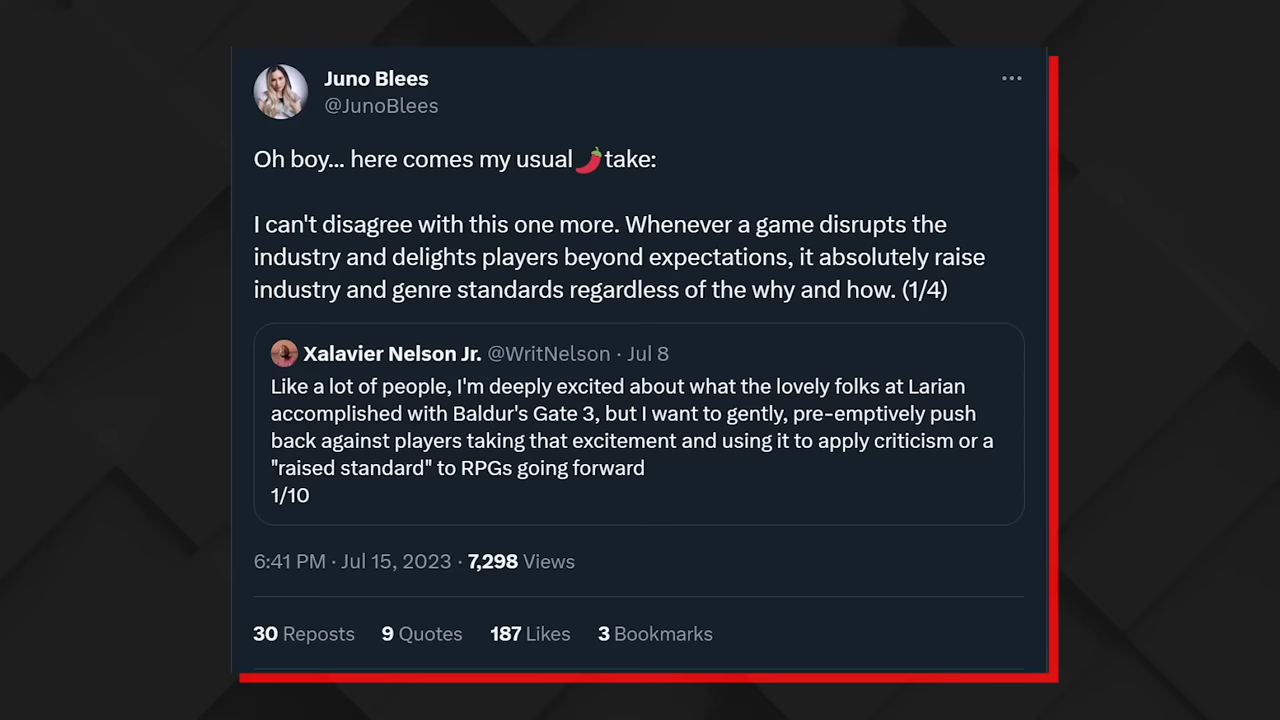 Juno Blees
@JunoBlees
Oh boy... here comes my usual 🌶️ take:
I can't disagree with this one more. Whenever a game disrupts the
industry and delights players beyond expectations, it absolutely raise
industry and genre standards regardless of the why and how. (1/4)
Xalavier Nelson Jr. @WritNelson · Jul 8
Like a lot of people, I'm deeply excited about what the lovely folks at Larian
accomplished with Baldur's Gate 3, but I want to gently, pre-emptively push
back against players taking that excitement and using it to apply criticism or a
"raised standard" to RPGs going forward
1/10
6:41 PM · Jul 15, 2023 · 7,298 Views
30 Reposts 9 Quotes 187 Likes 3 Bookmarks